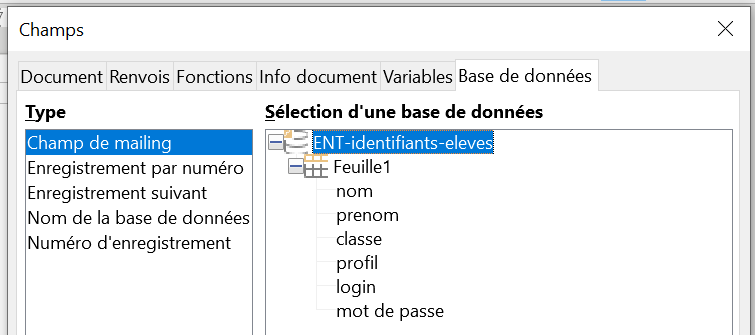 Champs
Document Renvois Fonctions Info document Variables Base de données
Type
Champ de mailing
Enregistrement par numéro
Enregistrement suivant
Nom de la base de données
Numéro d'enregistrement
Sélection d'une base de données
ENT-identifiants-eleves
Feuille1
nom
prenom
classe
profil
login
mot de passe